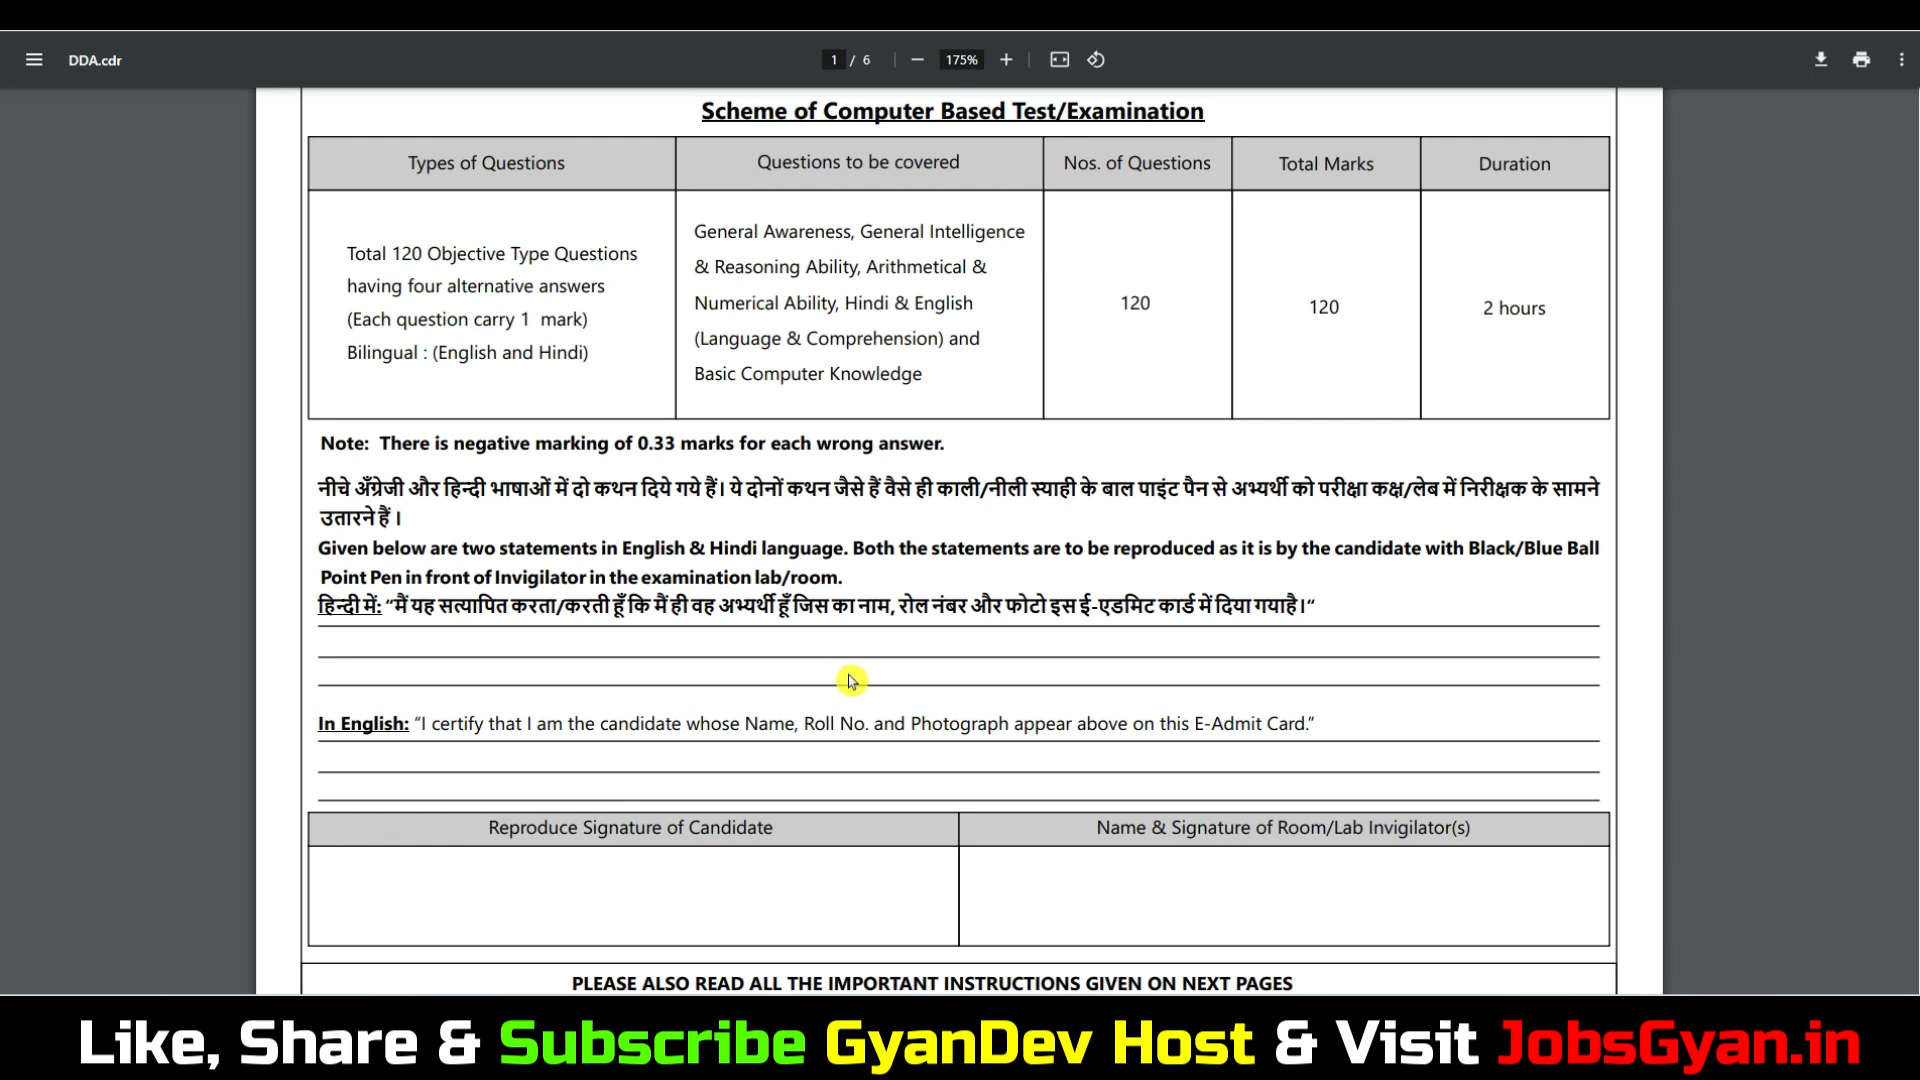 DDA.cdr
1 / 6
175%
Scheme of Computer Based Test/Examination
Types of Questions
Questions to be covered
Nos. of Questions
Total Marks
Duration
Total 120 Objective Type Questions
having four alternative answers
(Each question carry 1 mark)
Bilingual : (English and Hindi)
General Awareness, General Intelligence
& Reasoning Ability, Arithmetical &
Numerical Ability, Hindi & English
(Language & Comprehension) and
Basic Computer Knowledge
120
120
2 hours
Note: There is negative marking of 0.33 marks for each wrong answer.
नीचे अँग्रेजी और हिन्दी भाषाओं में दो कथन दिये गये हैं। ये दोनों कथन जैसे हैं वैसे ही काली/नीली स्याही के बाल पाइंट पैन से अभ्यर्थी को परीक्षा कक्ष/लेब में निरीक्षक के सामने
उतारने हैं ।
Given below are two statements in English & Hindi language. Both the statements are to be reproduced as it is by the candidate with Black/Blue Ball
Point Pen in front of Invigilator in the examination lab/room.
हिन्दी में: “मैं यह सत्यापित करता/करती हूँ कि मैं ही वह अभ्यर्थी हूँ जिस का नाम, रोल नंबर और फोटो इस ई-एडमिट कार्ड में दिया गयाहै।“
In English: “I certify that I am the candidate whose Name, Roll No. and Photograph appear above on this E-Admit Card.”
Reproduce Signature of Candidate
Name & Signature of Room/Lab Invigilator(s)
PLEASE ALSO READ ALL THE IMPORTANT INSTRUCTIONS GIVEN ON NEXT PAGES
Like, Share & Subscribe GyanDev Host & Visit JobsGyan.in